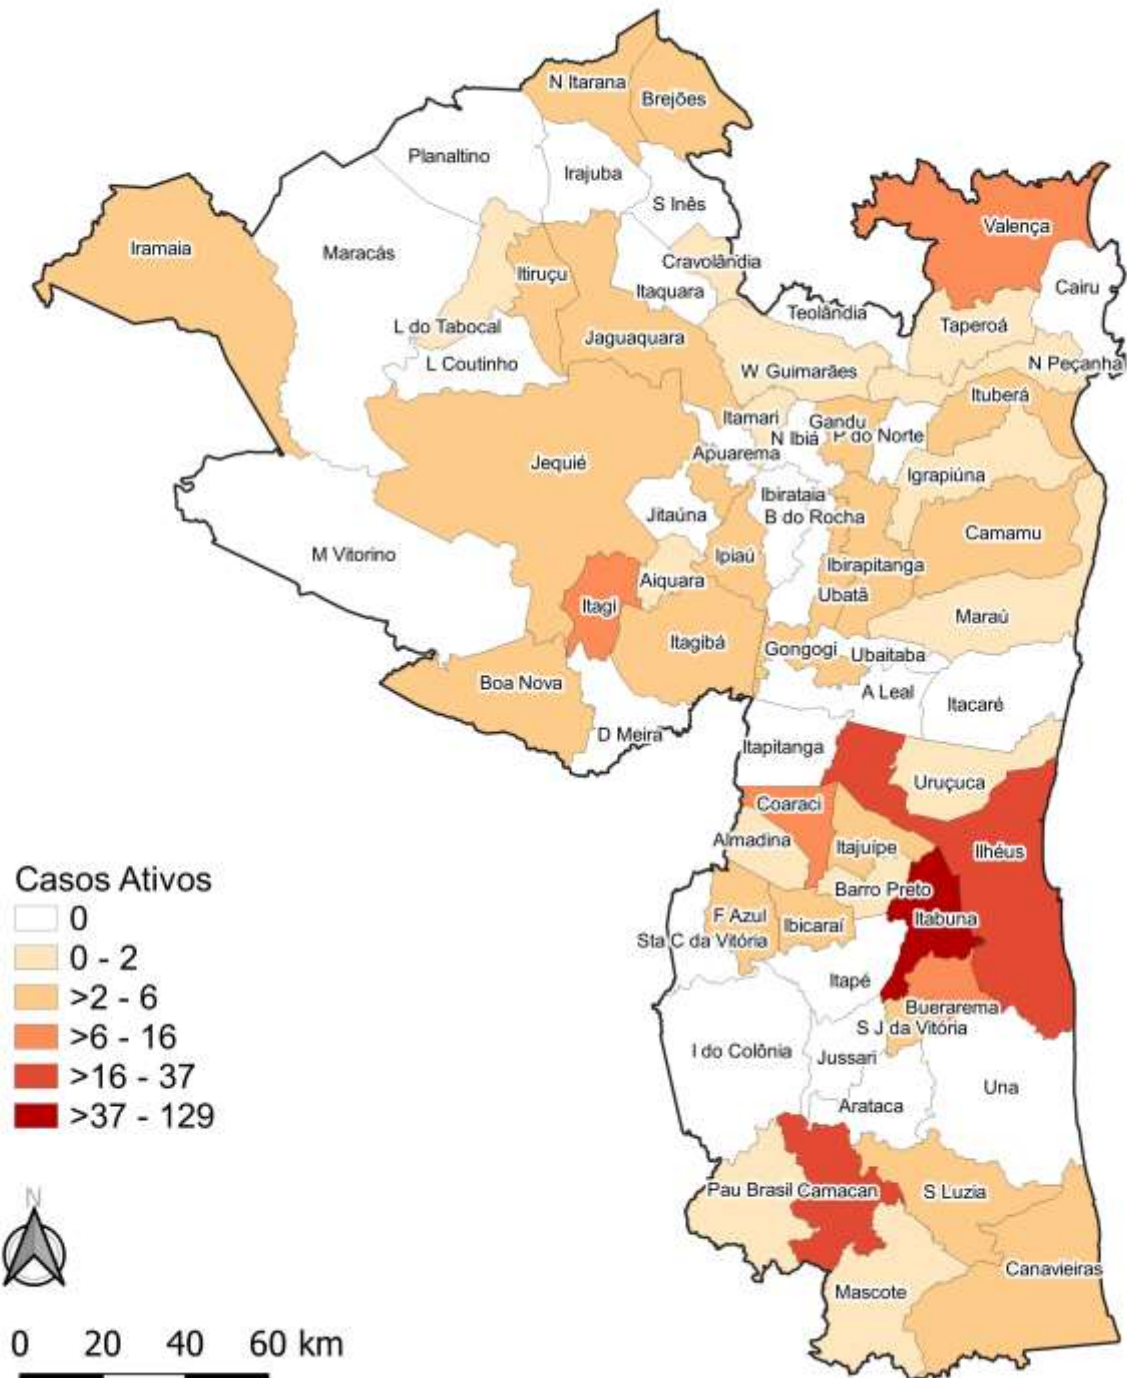 N Itarana
Brejões
Planaltino
Irajuba
S Inês
Valença
Iramaia
Maracás
Cravolândia
Itiruçu
Itaquara
Cairu
Teolândia
L do Tabocal
Jaguaquara
Taperoá
L Coutinho
W Guimarães
N Peçanha
Ituberá
Itamari
Gandu
N Ibiá
P do Norte
Apuarema
Jequié
Igrapiúna
Ibirataia
Jitaúna
B do Rocha
Camamu
M Vitorino
Ipiaú
Ibirapitanga
Aiquara
Ubatã
Itagi
Maraú
Itagibá
Gongogi
Ubaitaba
Boa Nova
A Leal
Itacaré
D Meira
Itapitanga
Uruçuca
Coaraci
Almadina
Itajuípe
Ilhéus
Barro Preto
Itabuna
F Azul
Ibicaraí
Sta C da Vitória
Itapé
Buerarema
S J da Vitória
I do Colônia
Jussari
Una
Arataca
Pau Brasil
Camacan
S Luzia
Canavieiras
Mascote
Casos Ativos
0
0 - 2
>2 - 6
>6 - 16
>16 - 37
>37 - 129
N
0 20 40 60 km